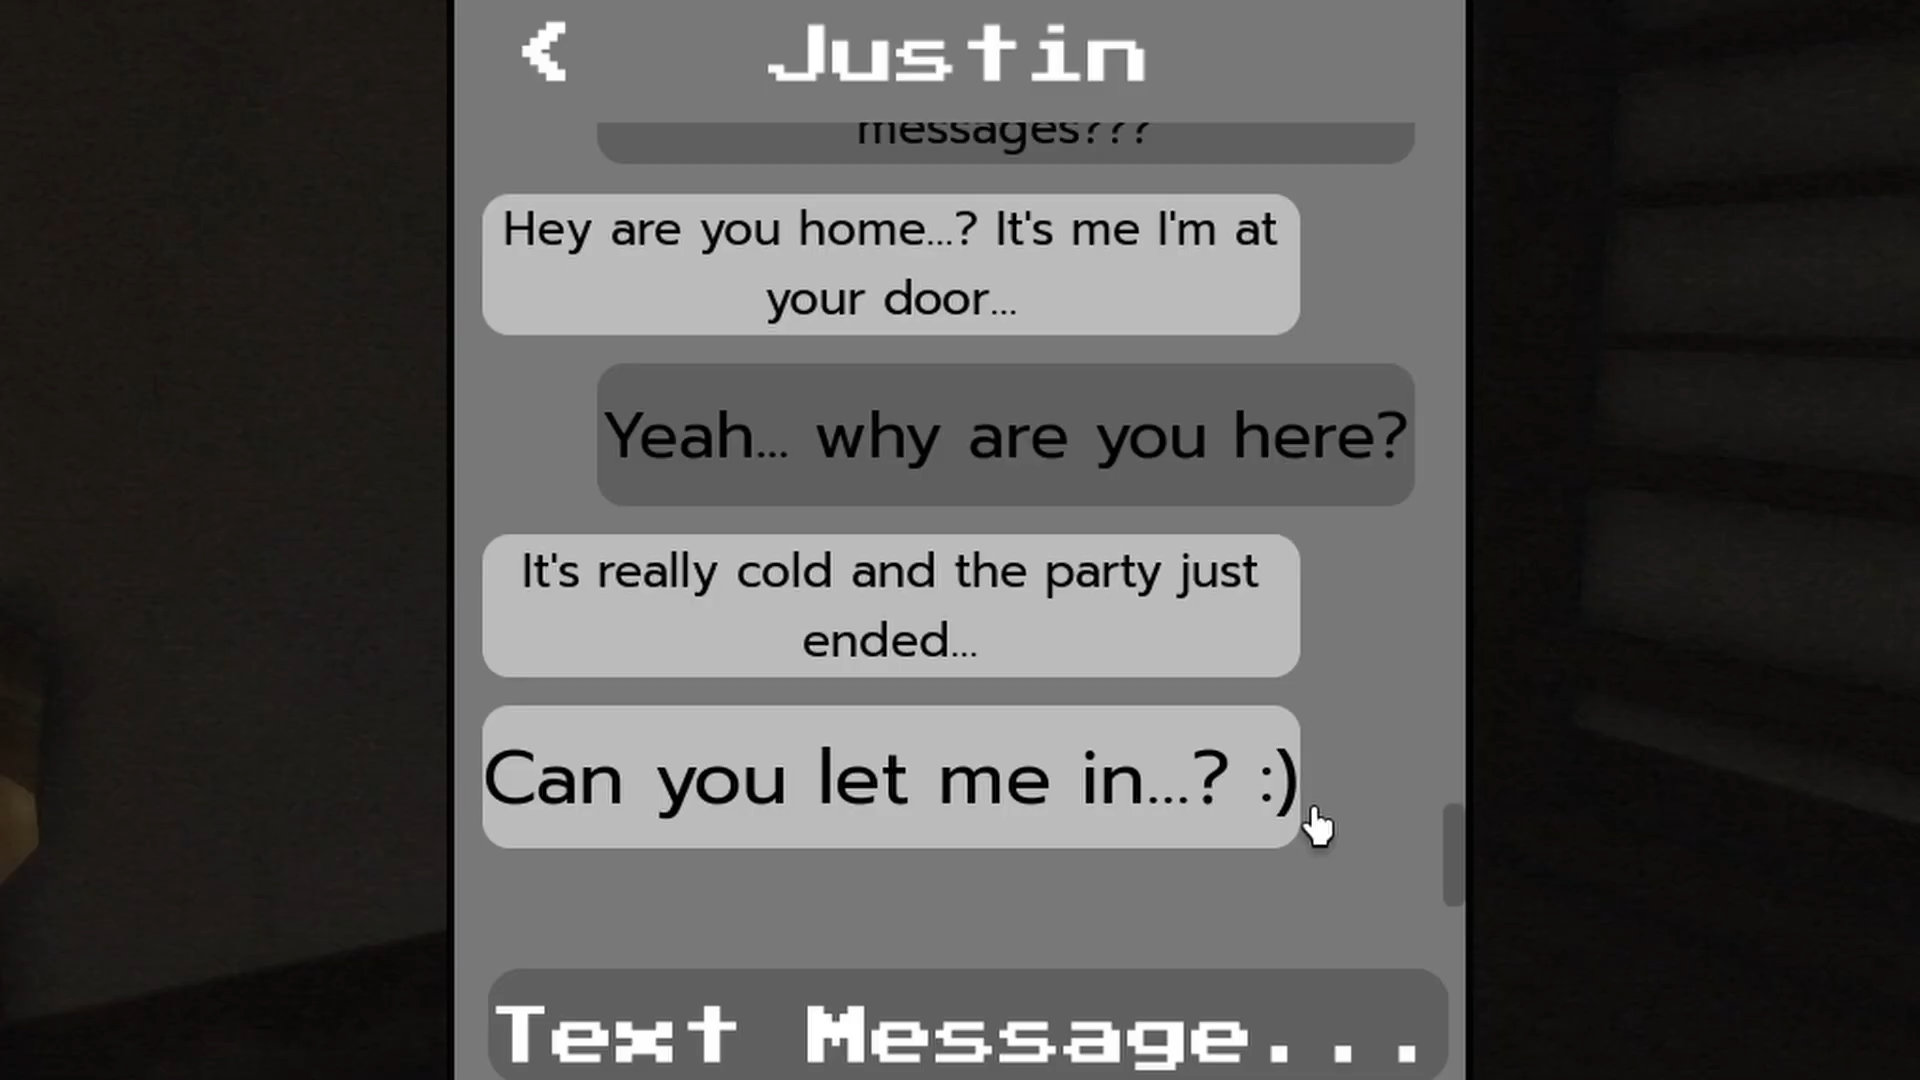 Justin
messages???
Hey are you home...? It's me I'm at
your door...
Yeah... why are you here?
It's really cold and the party just
ended...
Can you let me in...? :)
Text Message...